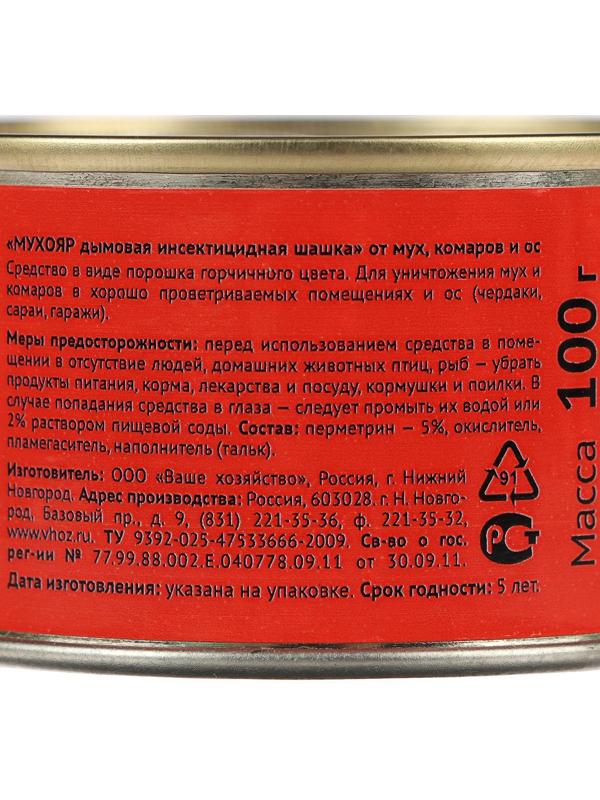 «МУХОЯР дымовая инсектицидная шашка» от мух, комаров и ос
Средство в виде порошка горчичного цвета. Для уничтожения мух и
комаров в хорошо проветриваемых помещениях и ос (чердаки,
сараи, гаражи).
Меры предосторожности: перед использованием средства в поме-
щении в отсутствие людей, домашних животных птиц, рыб – убрать
продукты питания, корма, лекарства и посуду, кормушки и поилки. В
случае попадания средства в глаза – следует промыть их водой или
2% раствором пищевой соды. Состав: перметрин – 5%, окислитель,
пламегаситель, наполнитель (тальк).
Изготовитель: ООО «Ваше хозяйство», Россия, г. Нижний
Новгород. Адрес производства: Россия, 603028, г. Н. Новго-
род, Базовый пр., д. 9, (831) 221-35-36, ф. 221-35-32,
www.vhoz.ru. ТУ 9392-025-47533666-2009. Св-во о гос.
рег-ии № 77.99.88.002.Е.040778.09.11 от 30.09.11.
Дата изготовления: указана на упаковке. Срок годности: 5 лет.
91
РСТ
Масса 100 г